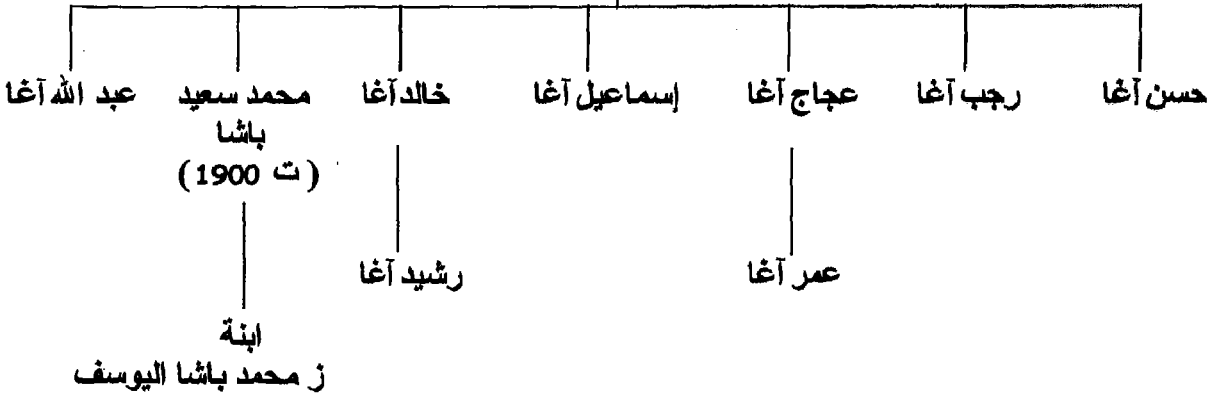 حسن آغا رجب آغا عجاج آغا إسماعيل آغا خالد آغا محمد سعيد عبد الله آغا
باشا
(ت 1900)
عمر آغا رشيد آغا
ابنة
ز محمد باشا اليوسف